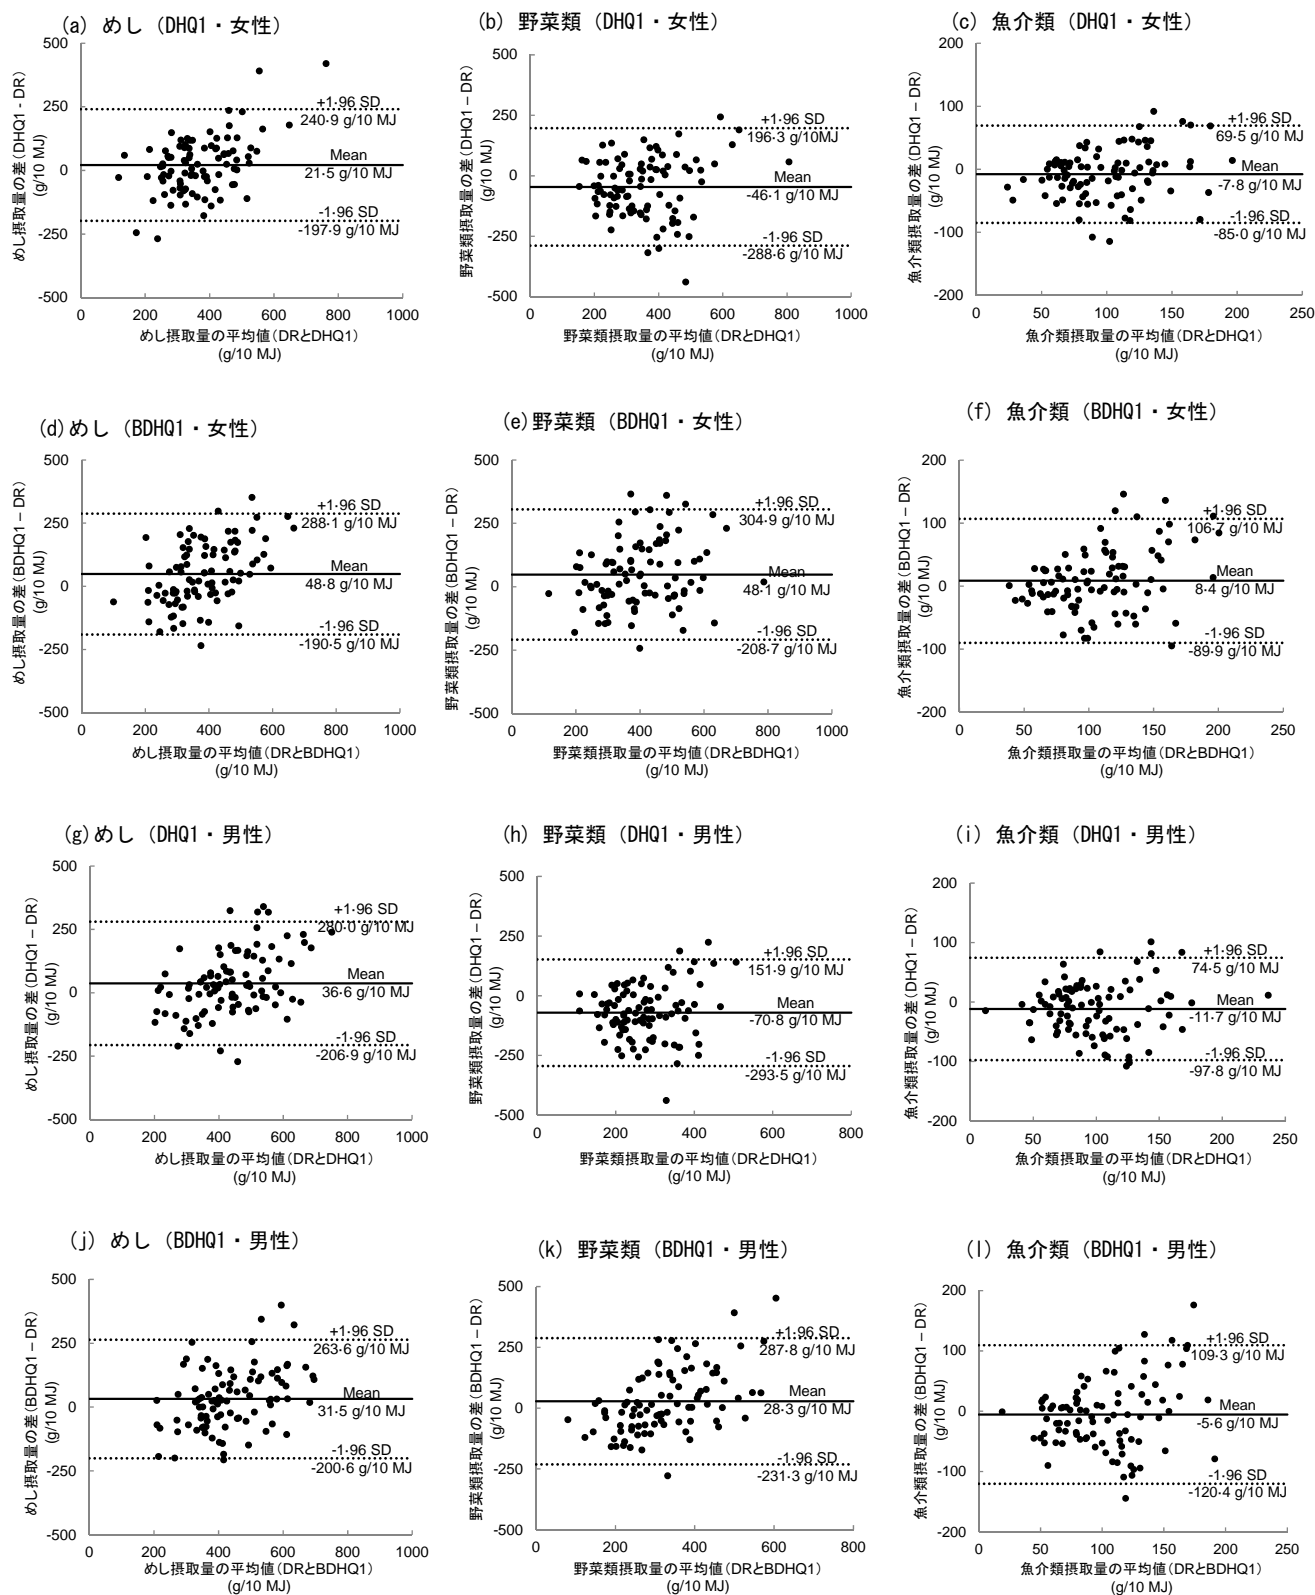 (a) めし (DHQ1・女性)
めし摂取量の差(DHQ1 - DR)
(g/10 MJ)
500
250
0
-250
-500
+1·96 SD
240·9 g/10 MJ
Mean
21·5 g/10 MJ
-1·96 SD
-197·9 g/10 MJ
0 200 400 600 800 1000
めし摂取量の平均値(DRとDHQ1)
(g/10 MJ)
(b) 野菜類 (DHQ1・女性)
野菜類摂取量の差(DHQ1 – DR)
(g/10 MJ)
500
250
0
-250
-500
+1·96 SD
196·3 g/10MJ
Mean
-46·1 g/10 MJ
-1·96 SD
-288·6 g/10 MJ
0 200 400 600 800 1000
野菜類摂取量の平均値(DRとDHQ1)
(g/10 MJ)
(c) 魚介類 (DHQ1・女性)
魚介類摂取量の差(DHQ1 – DR)
(g/10 MJ)
200
100
0
-100
-200
+1·96 SD
69·5 g/10 MJ
Mean
-7·8 g/10 MJ
-1·96 SD
-85·0 g/10 MJ
0 50 100 150 200 250
魚介類摂取量の平均値(DRとDHQ1)
(g/10 MJ)
(d) めし (BDHQ1・女性)
めし摂取量の差(BDHQ1 – DR)
(g/10 MJ)
500
250
0
-250
-500
+1·96 SD
288·1 g/10 MJ
Mean
48·8 g/10 MJ
-1·96 SD
-190·5 g/10 MJ
0 200 400 600 800 1000
めし摂取量の平均値(DRとBDHQ1)
(g/10 MJ)
(e) 野菜類 (BDHQ1・女性)
野菜類摂取量の差(BDHQ1 – DR)
(g/10 MJ)
500
250
0
-250
-500
+1·96 SD
304·9 g/10 MJ
Mean
48·1 g/10 MJ
-1·96 SD
-208·7 g/10 MJ
0 200 400 600 800 1000
野菜類摂取量の平均値(DRとBDHQ1)
(g/10 MJ)
(f) 魚介類 (BDHQ1・女性)
魚介類摂取量の差(BDHQ1 – DR)
(g/10 MJ)
200
100
0
-100
-200
+1·96 SD
106·7 g/10 MJ
Mean
8·4 g/10 MJ
-1·96 SD
-89·9 g/10 MJ
0 50 100 150 200 250
魚介類摂取量の平均値(DRとBDHQ1)
(g/10 MJ)
(g) めし (DHQ1・男性)
めし摂取量の差(DHQ1 – DR)
(g/10 MJ)
500
250
0
-250
-500
+1·96 SD
280·0 g/10 MJ
Mean
36·6 g/10 MJ
-1·96 SD
-206·9 g/10 MJ
0 200 400 600 800 1000
めし摂取量の平均値(DRとDHQ1)
(g/10 MJ)
(h) 野菜類 (DHQ1・男性)
野菜類摂取量の差(DHQ1 – DR)
(g/10 MJ)
500
250
0
-250
-500
+1·96 SD
151·9 g/10 MJ
Mean
-70·8 g/10 MJ
-1·96 SD
-293·5 g/10 MJ
0 200 400 600 800
野菜類摂取量の平均値(DRとDHQ1)
(g/10 MJ)
(i) 魚介類 (DHQ1・男性)
魚介類摂取量の差(DHQ1 – DR)
(g/10 MJ)
200
100
0
-100
-200
+1·96 SD
74·5 g/10 MJ
Mean
-11·7 g/10 MJ
-1·96 SD
-97·8 g/10 MJ
0 50 100 150 200 250
魚介類摂取量の平均値(DRとDHQ1)
(g/10 MJ)
(j) めし (BDHQ1・男性)
めし摂取量の差(BDHQ1 – DR)
(g/10 MJ)
500
250
0
-250
-500
+1·96 SD
263·6 g/10 MJ
Mean
31·5 g/10 MJ
-1·96 SD
-200·6 g/10 MJ
0 200 400 600 800 1000
めし摂取量の平均値(DRとBDHQ1)
(g/10 MJ)
(k) 野菜類 (BDHQ1・男性)
野菜類摂取量の差(BDHQ1 – DR)
(g/10 MJ)
500
250
0
-250
-500
+1·96 SD
287·8 g/10 MJ
Mean
28·3 g/10 MJ
-1·96 SD
-231·3 g/10 MJ
0 200 400 600 800
野菜類摂取量の平均値(DRとBDHQ1)
(g/10 MJ)
(l) 魚介類 (BDHQ1・男性)
魚介類摂取量の差(BDHQ1 – DR)
(g/10 MJ)
200
100
0
-100
-200
+1·96 SD
109·3 g/10 MJ
Mean
-5·6 g/10 MJ
-1·96 SD
-120·4 g/10 MJ
0 50 100 150 200 250
魚介類摂取量の平均値(DRとBDHQ1)
(g/10 MJ)